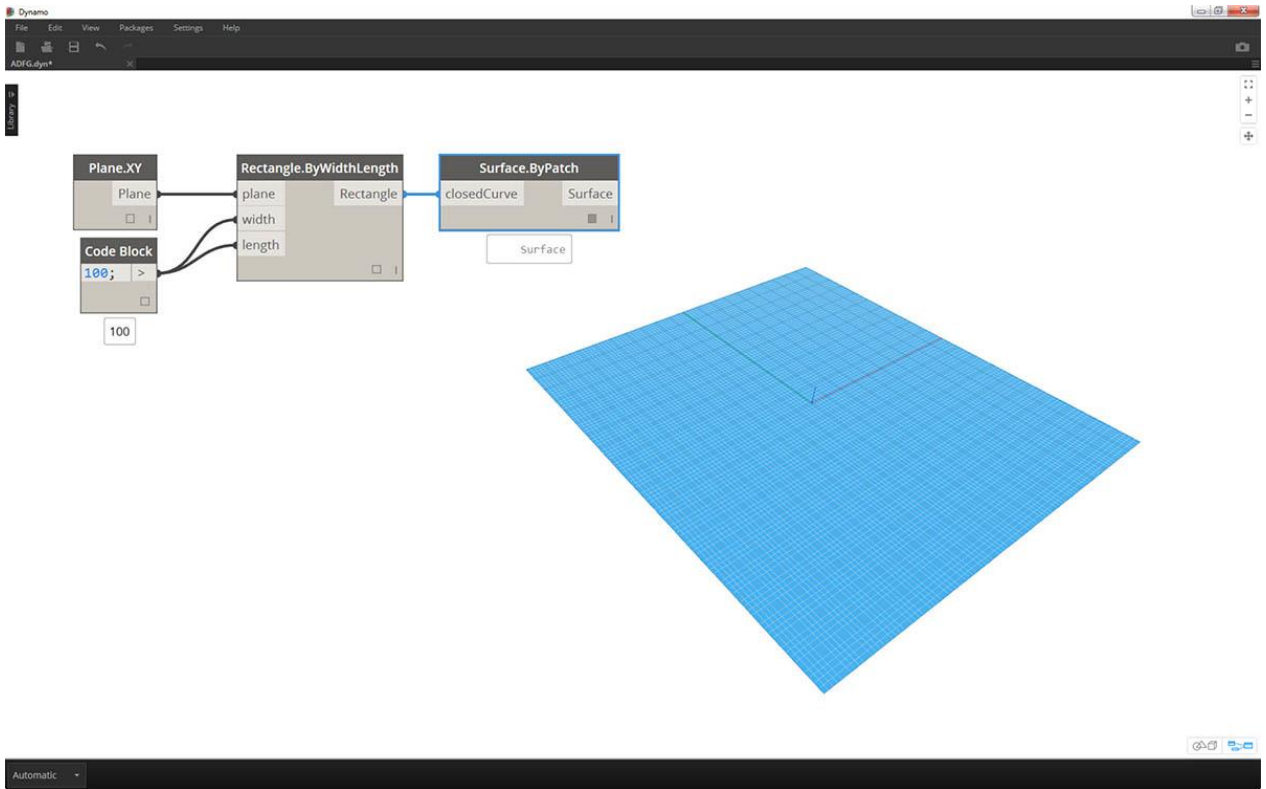 Dynamo
File Edit View Packages Settings Help
ADFG.dyn*
Library
Plane.XY
Plane
Code Block
100; >
100
Rectangle.ByWidthLength
plane Rectangle
width
length
Surface.ByPatch
closedCurve Surface
Surface
Automatic